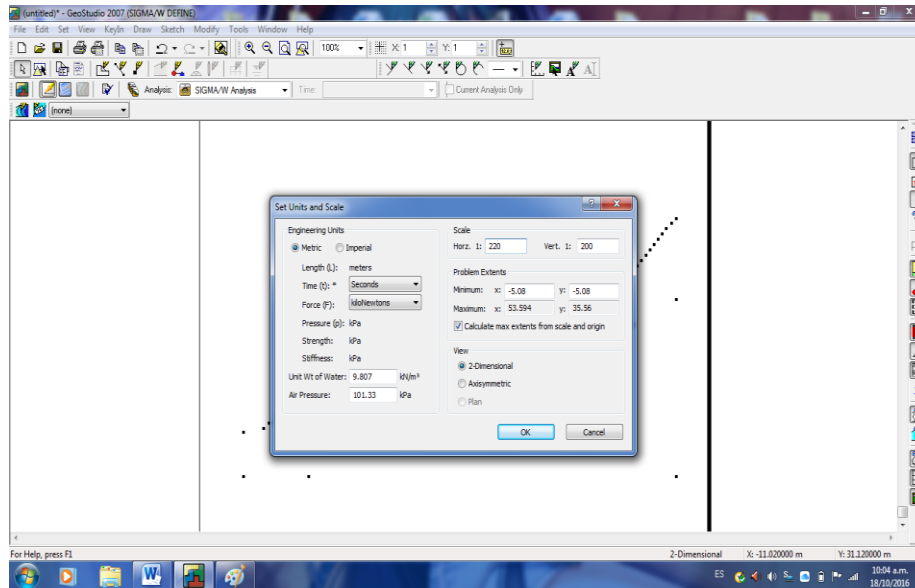 (untitled)* - GeoStudio 2007 (SIGMA/W DEFINE)
File Edit Set View KeyIn Draw Sketch Modify Tools Window Help
100% X: 1 Y: 1
Analysis: SIGMA/W Analysis Time: Current Analysis Only
(none)
Set Units and Scale
Engineering Units
Metric Imperial
Length (L): meters
Time (t): * Seconds
Force (F): kiloNewtons
Pressure (p): kPa
Strength: kPa
Stiffness: kPa
Unit Wt of Water: 9.807 kN/m³
Air Pressure: 101.33 kPa
Scale
Horz. 1: 220 Vert. 1: 200
Problem Extents
Minimum: x: -5.08 y: -5.08
Maximum: x: 53.594 y: 35.56
Calculate max extents from scale and origin
View
2-Dimensional
Axisymmetric
Plan
OK Cancel
For Help, press F1 2-Dimensional X: -11.020000 m Y: 31.120000 m
ES 10:04 a.m.
18/10/2016